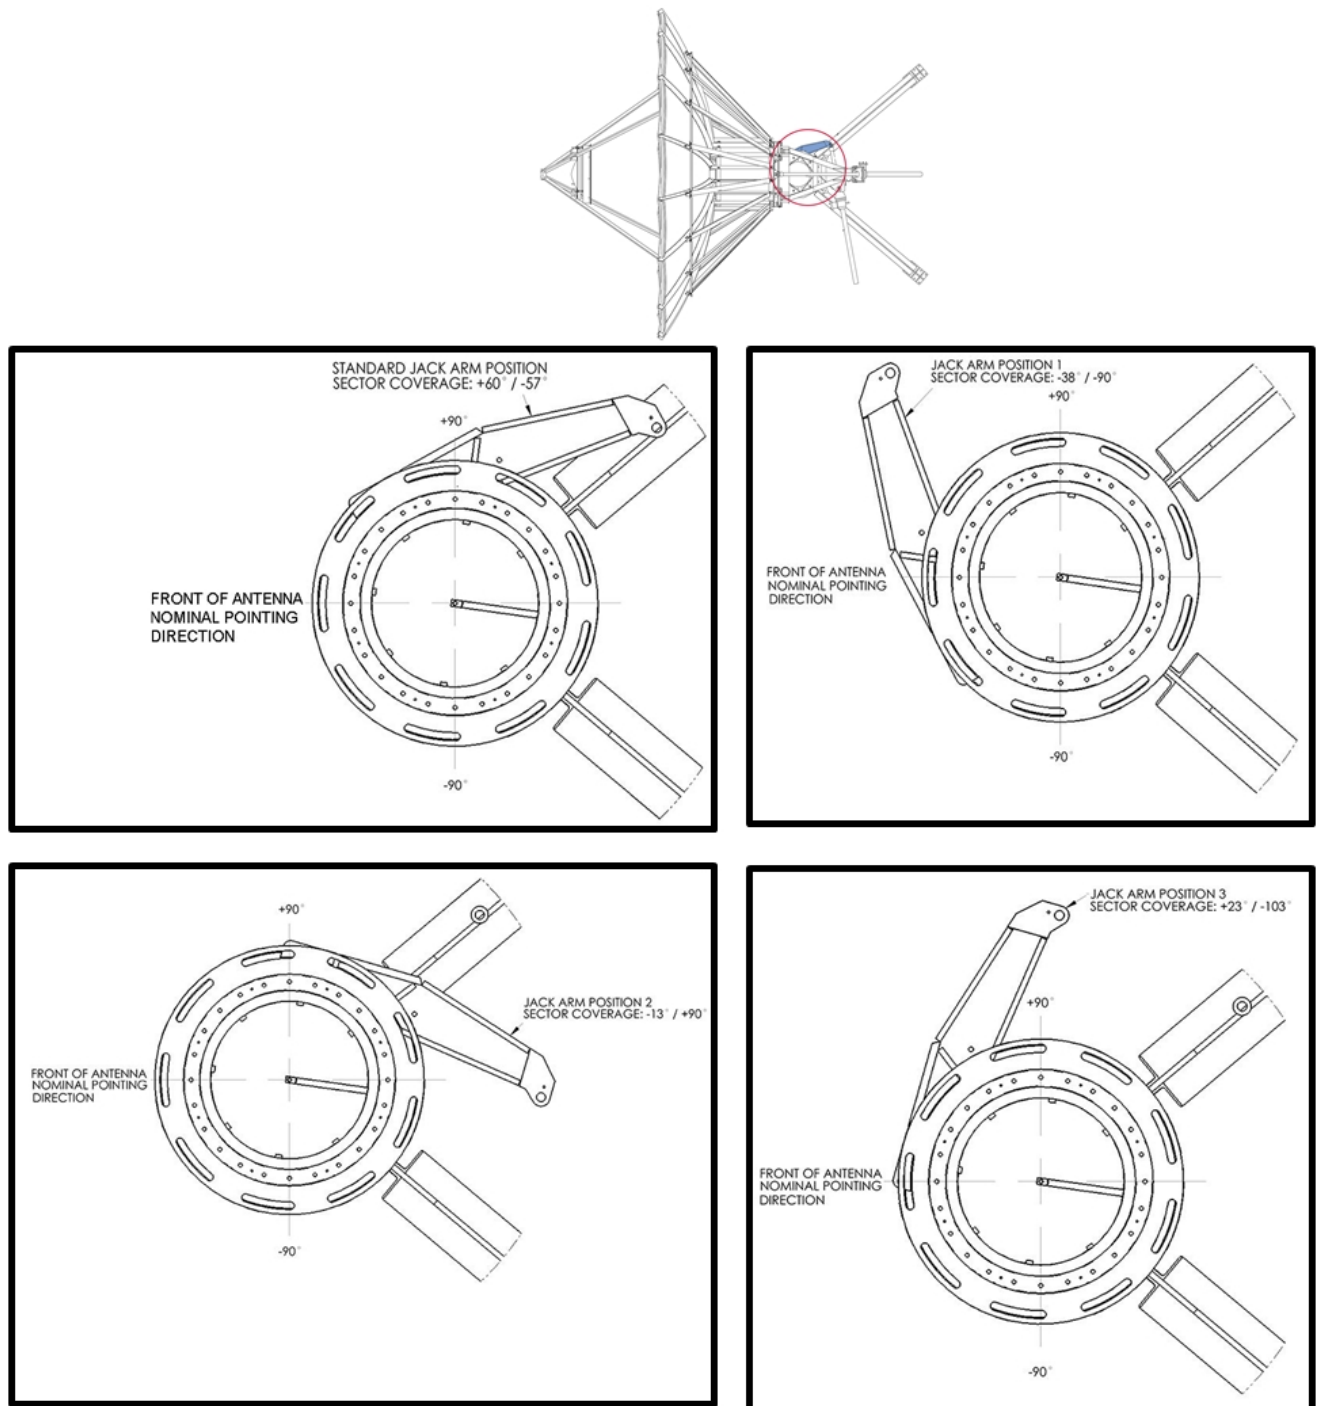 STANDARD JACK ARM POSITION
SECTOR COVERAGE: +60° / -57°
+90°
FRONT OF ANTENNA
NOMINAL POINTING
DIRECTION
-90°
JACK ARM POSITION 1
SECTOR COVERAGE: -38° / -90°
+90°
FRONT OF ANTENNA
NOMINAL POINTING
DIRECTION
-90°
+90°
JACK ARM POSITION 2
SECTOR COVERAGE: -13° / +90°
FRONT OF ANTENNA
NOMINAL POINTING
DIRECTION
-90°
JACK ARM POSITION 3
SECTOR COVERAGE: +23° / -103°
+90°
FRONT OF ANTENNA
NOMINAL POINTING
DIRECTION
-90°